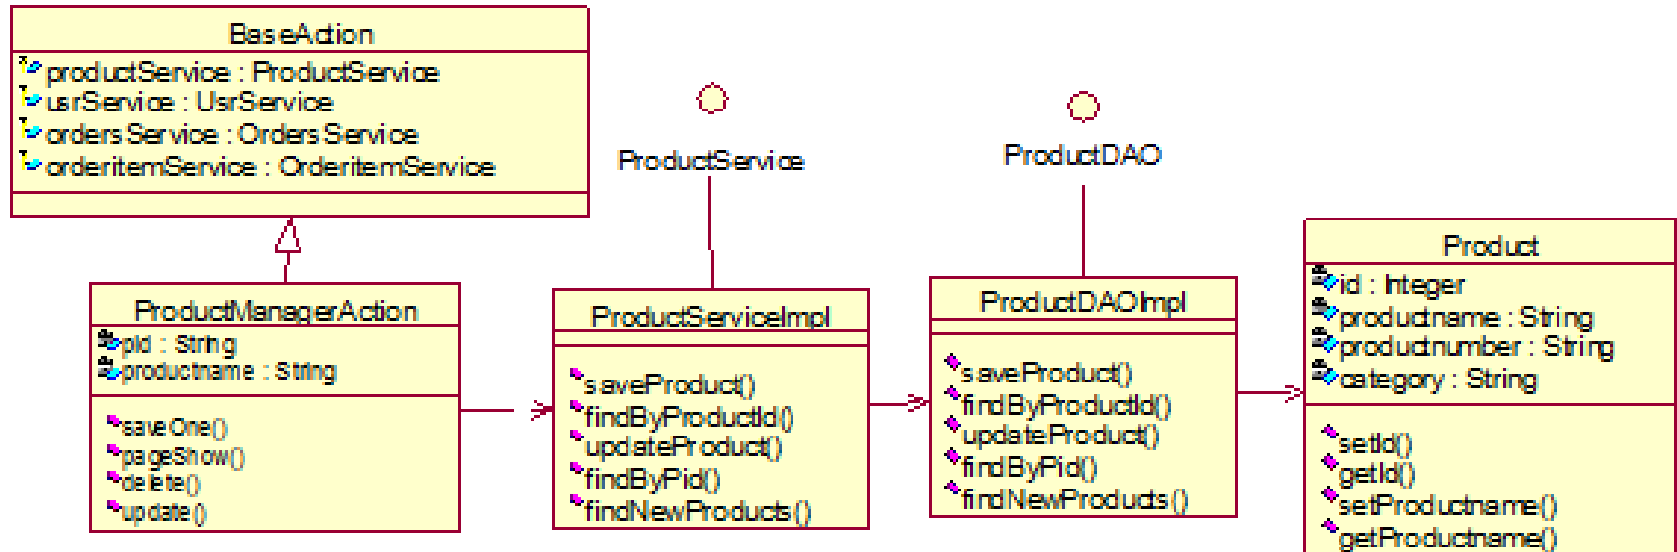 BaseAction
productService : ProductService
usrService : UsrService
ordersService : OrdersService
orderitemService : OrderitemService
ProductService
ProductDAO
ProductManagerAction
pid : String
productname : String
saveOne()
pageShow()
delete()
update()
ProductServiceImpl
saveProduct()
findByProductId()
updateProduct()
findByPid()
findNewProducts()
ProductDAOImpl
saveProduct()
findByProductId()
updateProduct()
findByPid()
findNewProducts()
Product
id : Integer
productname : String
productnumber : String
category : String
setId()
getId()
setProductname()
getProductname()